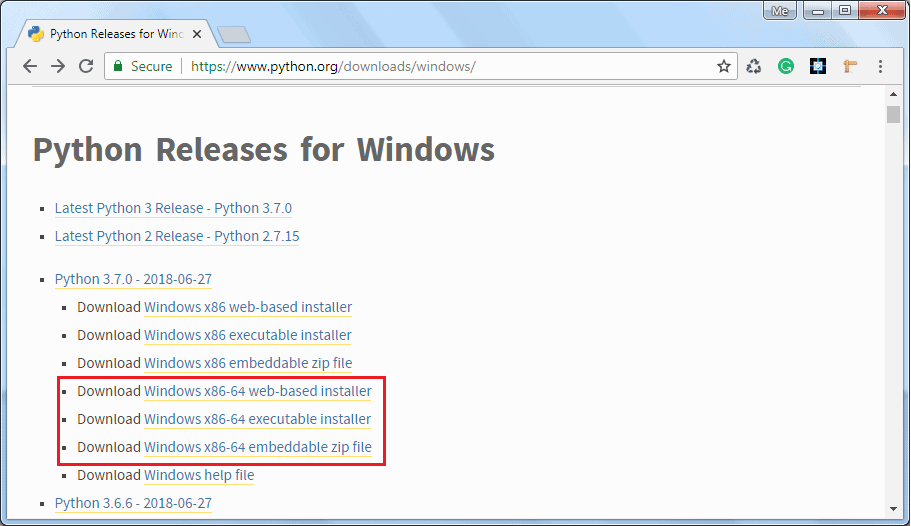 Me
Python Releases for Winc
Secure
https://www.python.org/downloads/windows/
Python Releases for Windows
Latest Python 3 Release - Python 3.7.0
Latest Python 2 Release - Python 2.7.15
Python 3.7.0 - 2018-06-27
Download Windows x86 web-based installer
Download Windows x86 executable installer
Download Windows x86 embeddable zip file
Download Windows x86-64 web-based installer
Download Windows x86-64 executable installer
Download Windows x86-64 embeddable zip file
Download Windows help file
Python 3.6.6 - 2018-06-27